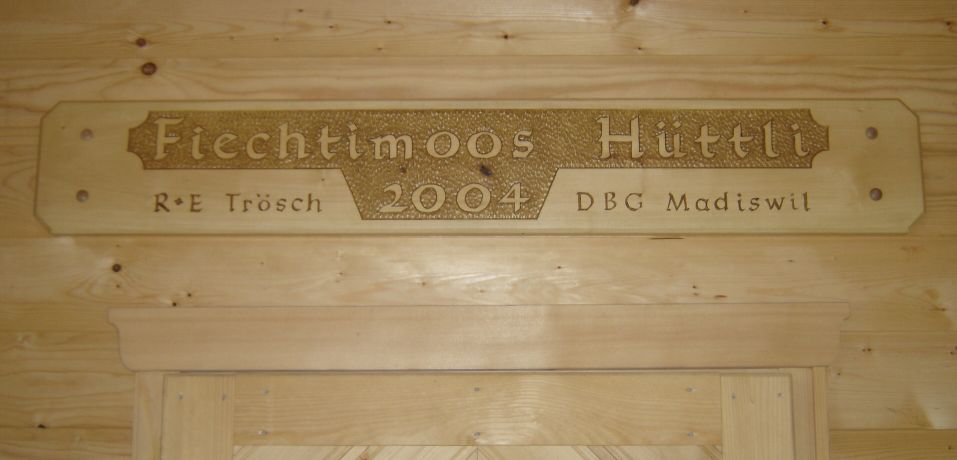 Fiechtimoos Hüttli
R+E Trösch 2004 DBG Madiswil